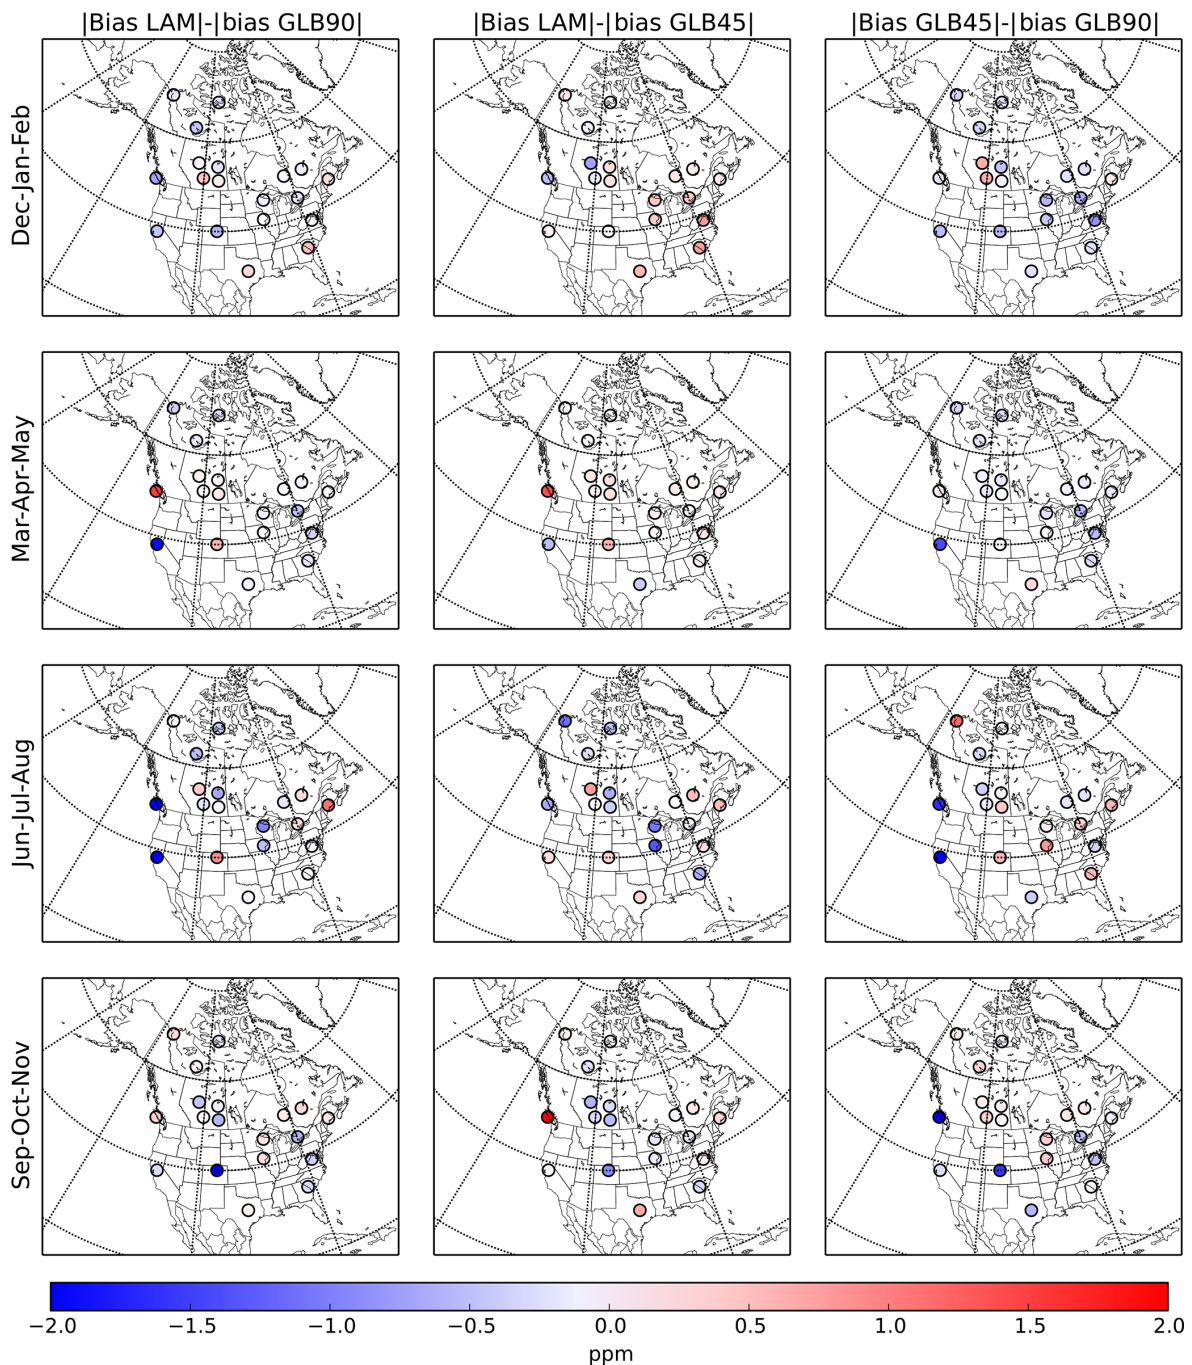 |Bias LAM|-|bias GLB90|
|Bias LAM|-|bias GLB45|
|Bias GLB45|-|bias GLB90|
Dec-Jan-Feb
Mar-Apr-May
Jun-Jul-Aug
Sep-Oct-Nov
−2.0 −1.5 −1.0 −0.5 0.0 0.5 1.0 1.5 2.0
ppm